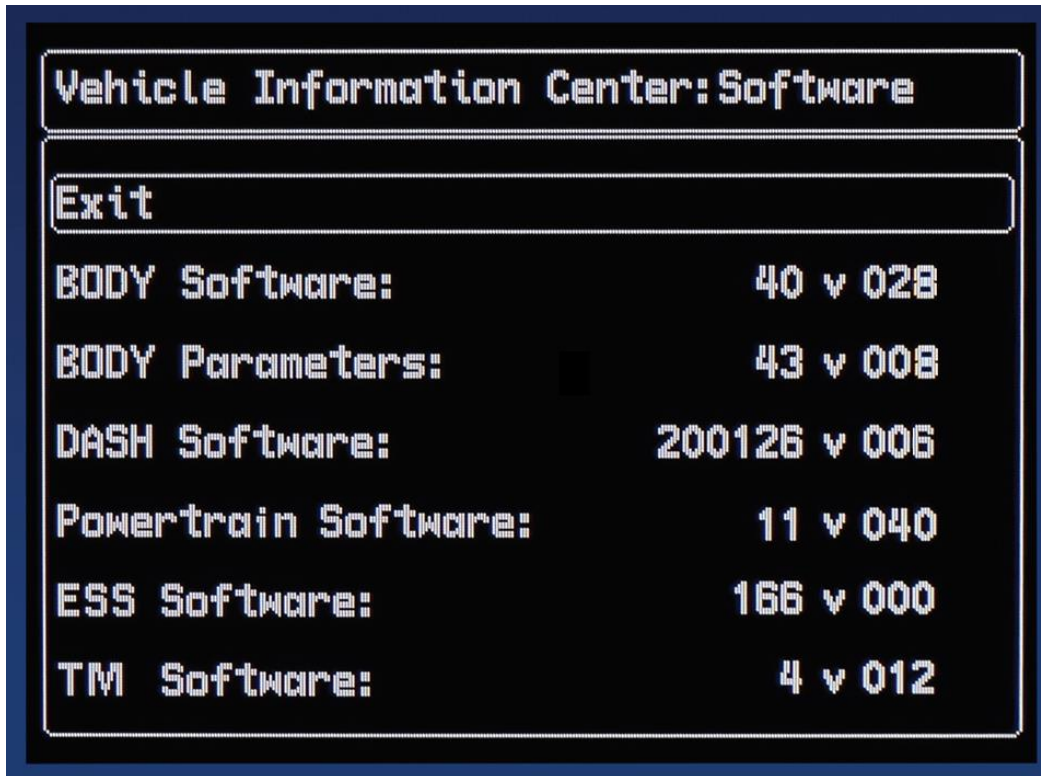 Vehicle Information Center:Software
Exit
BODY Software: 40 v 028
BODY Parameters: 43 v 008
DASH Software: 200126 v 006
Powertrain Software: 11 v 040
ESS Software: 166 v 000
TM Software: 4 v 012